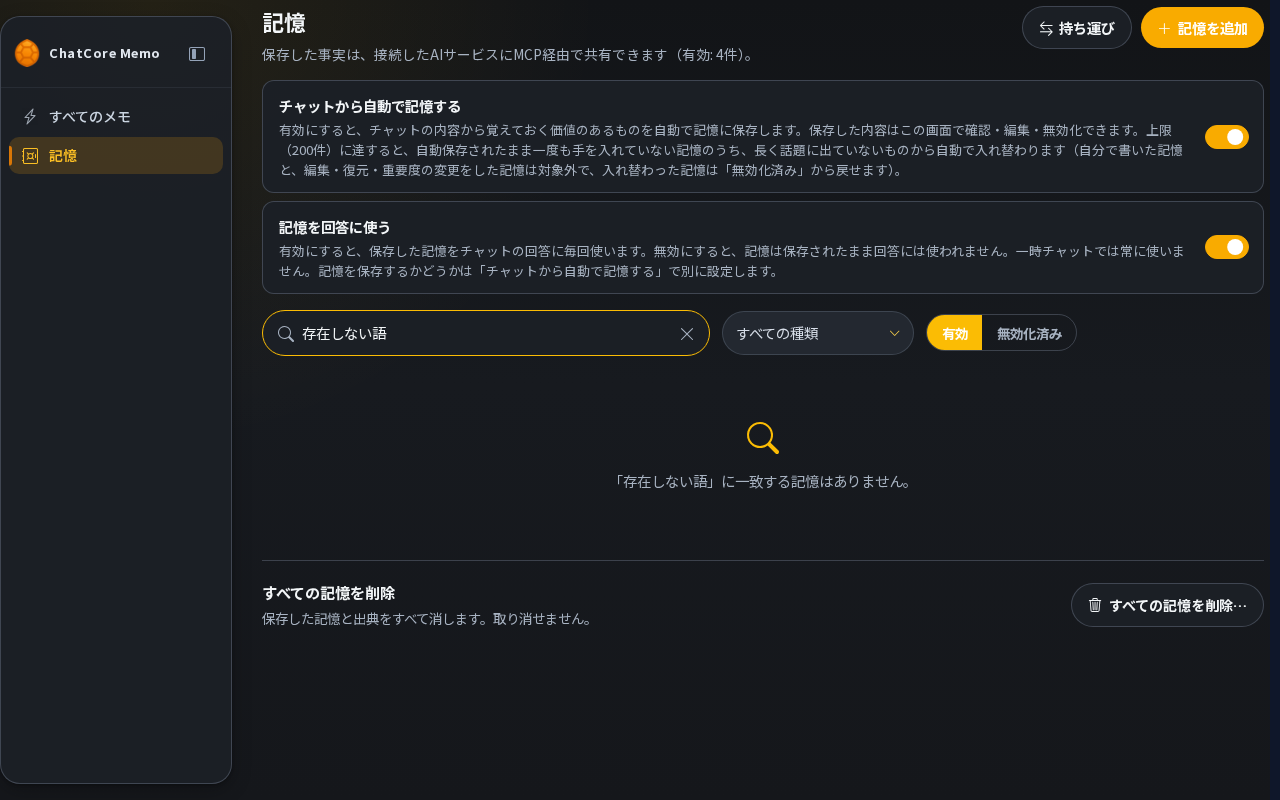 ChatCore Memo
すべてのメモ
記憶
記憶
保存した事実は、接続したAIサービスにMCP経由で共有できます（有効: 4件）。
持ち運び
記憶を追加
チャットから自動で記憶する
有効にすると、チャットの内容から覚えておく価値のあるものを自動で記憶に保存します。保存した内容はこの画面で確認・編集・無効化できます。上限
（200件）に達すると、自動保存されたまま一度も手を入れていない記憶のうち、長く話題に出ていないものから自動で入れ替わります（自分で書いた記憶
と、編集・復元・重要度の変更をした記憶は対象外で、入れ替わった記憶は「無効化済み」から戻せます）。
記憶を回答に使う
有効にすると、保存した記憶をチャットの回答に毎回使います。無効にすると、記憶は保存されたまま回答には使われません。一時チャットでは常に使いま
せん。記憶を保存するかどうかは「チャットから自動で記憶する」で別に設定します。
存在しない語
すべての種類
有効
無効化済み
「存在しない語」に一致する記憶はありません。
すべての記憶を削除
保存した記憶と出典をすべて消します。取り消せません。
すべての記憶を削除…